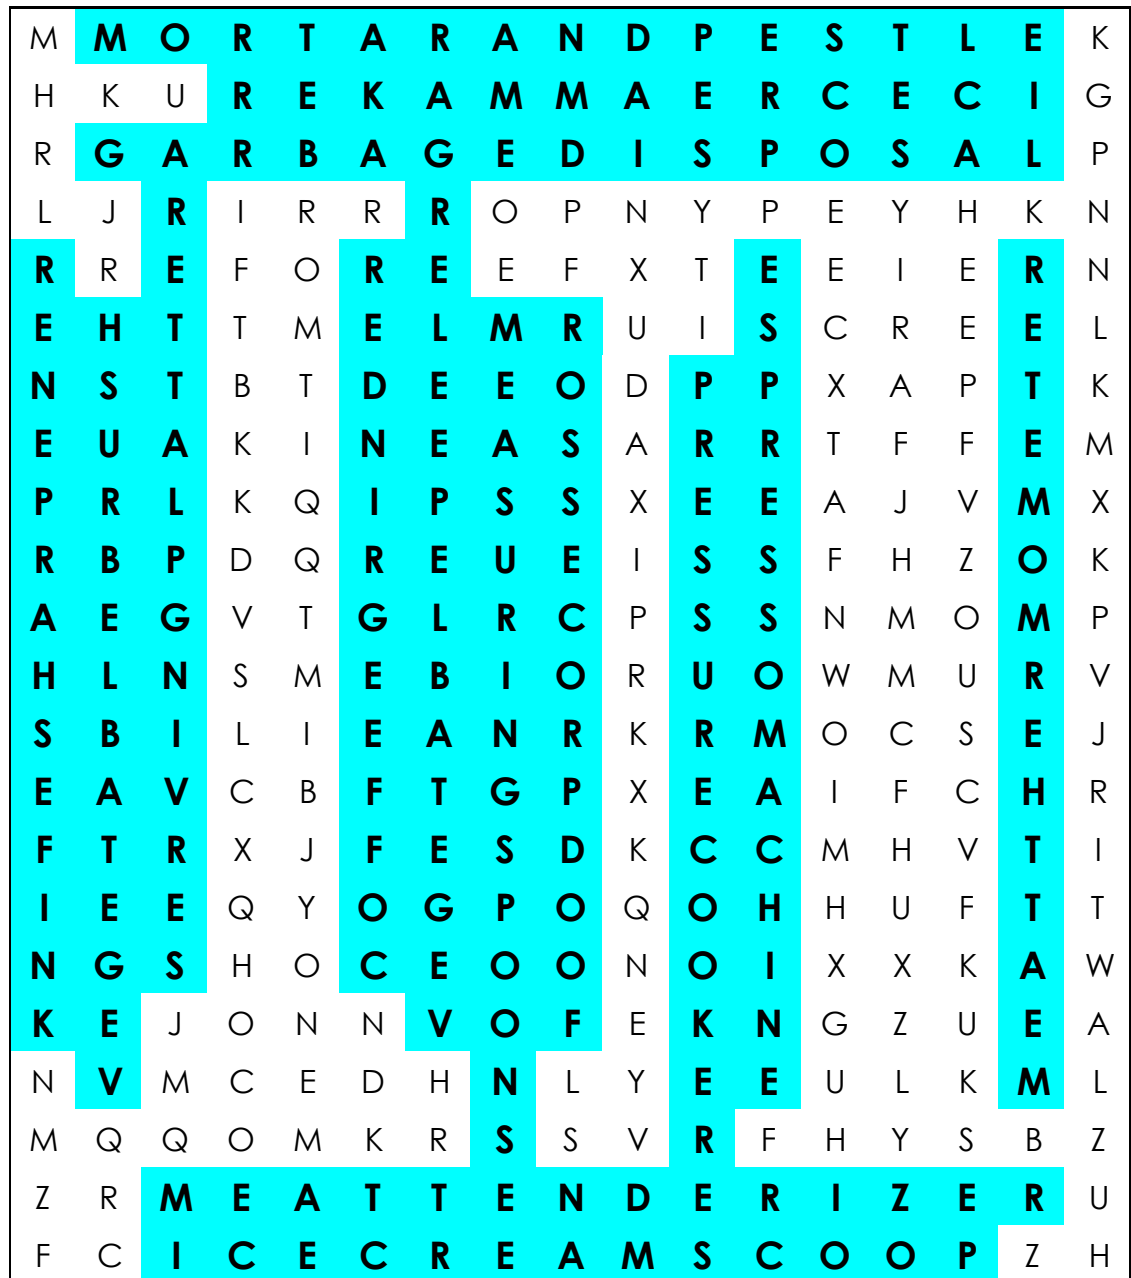 M M O R T A R A N D P E S T L E K
H K U R E K A M M A E R C E C I G
R G A R B A G E D I S P O S A L P
L J R I R R R O P N Y P E Y H K N
R R E F O R E E F X T E E I E R N
E H T T M E L M R U I S C R E E L
N S T B T D E E O D P P X A P T K
E U A K I N E A S A R R T F F E M
P R L K Q I P S S X E E A J V M X
R B P D Q R E U E I S S F H Z O K
A E G V T G L R C P S S N M O M P
H L N S M E B I O R U O W M U R V
S B I L I E A N R K R M O C S E J
E A V C B F T G P X E A I F C H R
F T R X J F E S D K C C M H V T I
I E E Q Y O G P O Q O H H U F T T
N G S H O C E O O N O I X X K A W
K E J O N N V O F E K N G Z U E A
N V M C E D H N L Y E E U L K M L
M Q Q O M K R S S V R F H Y S B Z
Z R M E A T T E N D E R I Z E R U
F C I C E C R E A M S C O O P Z H